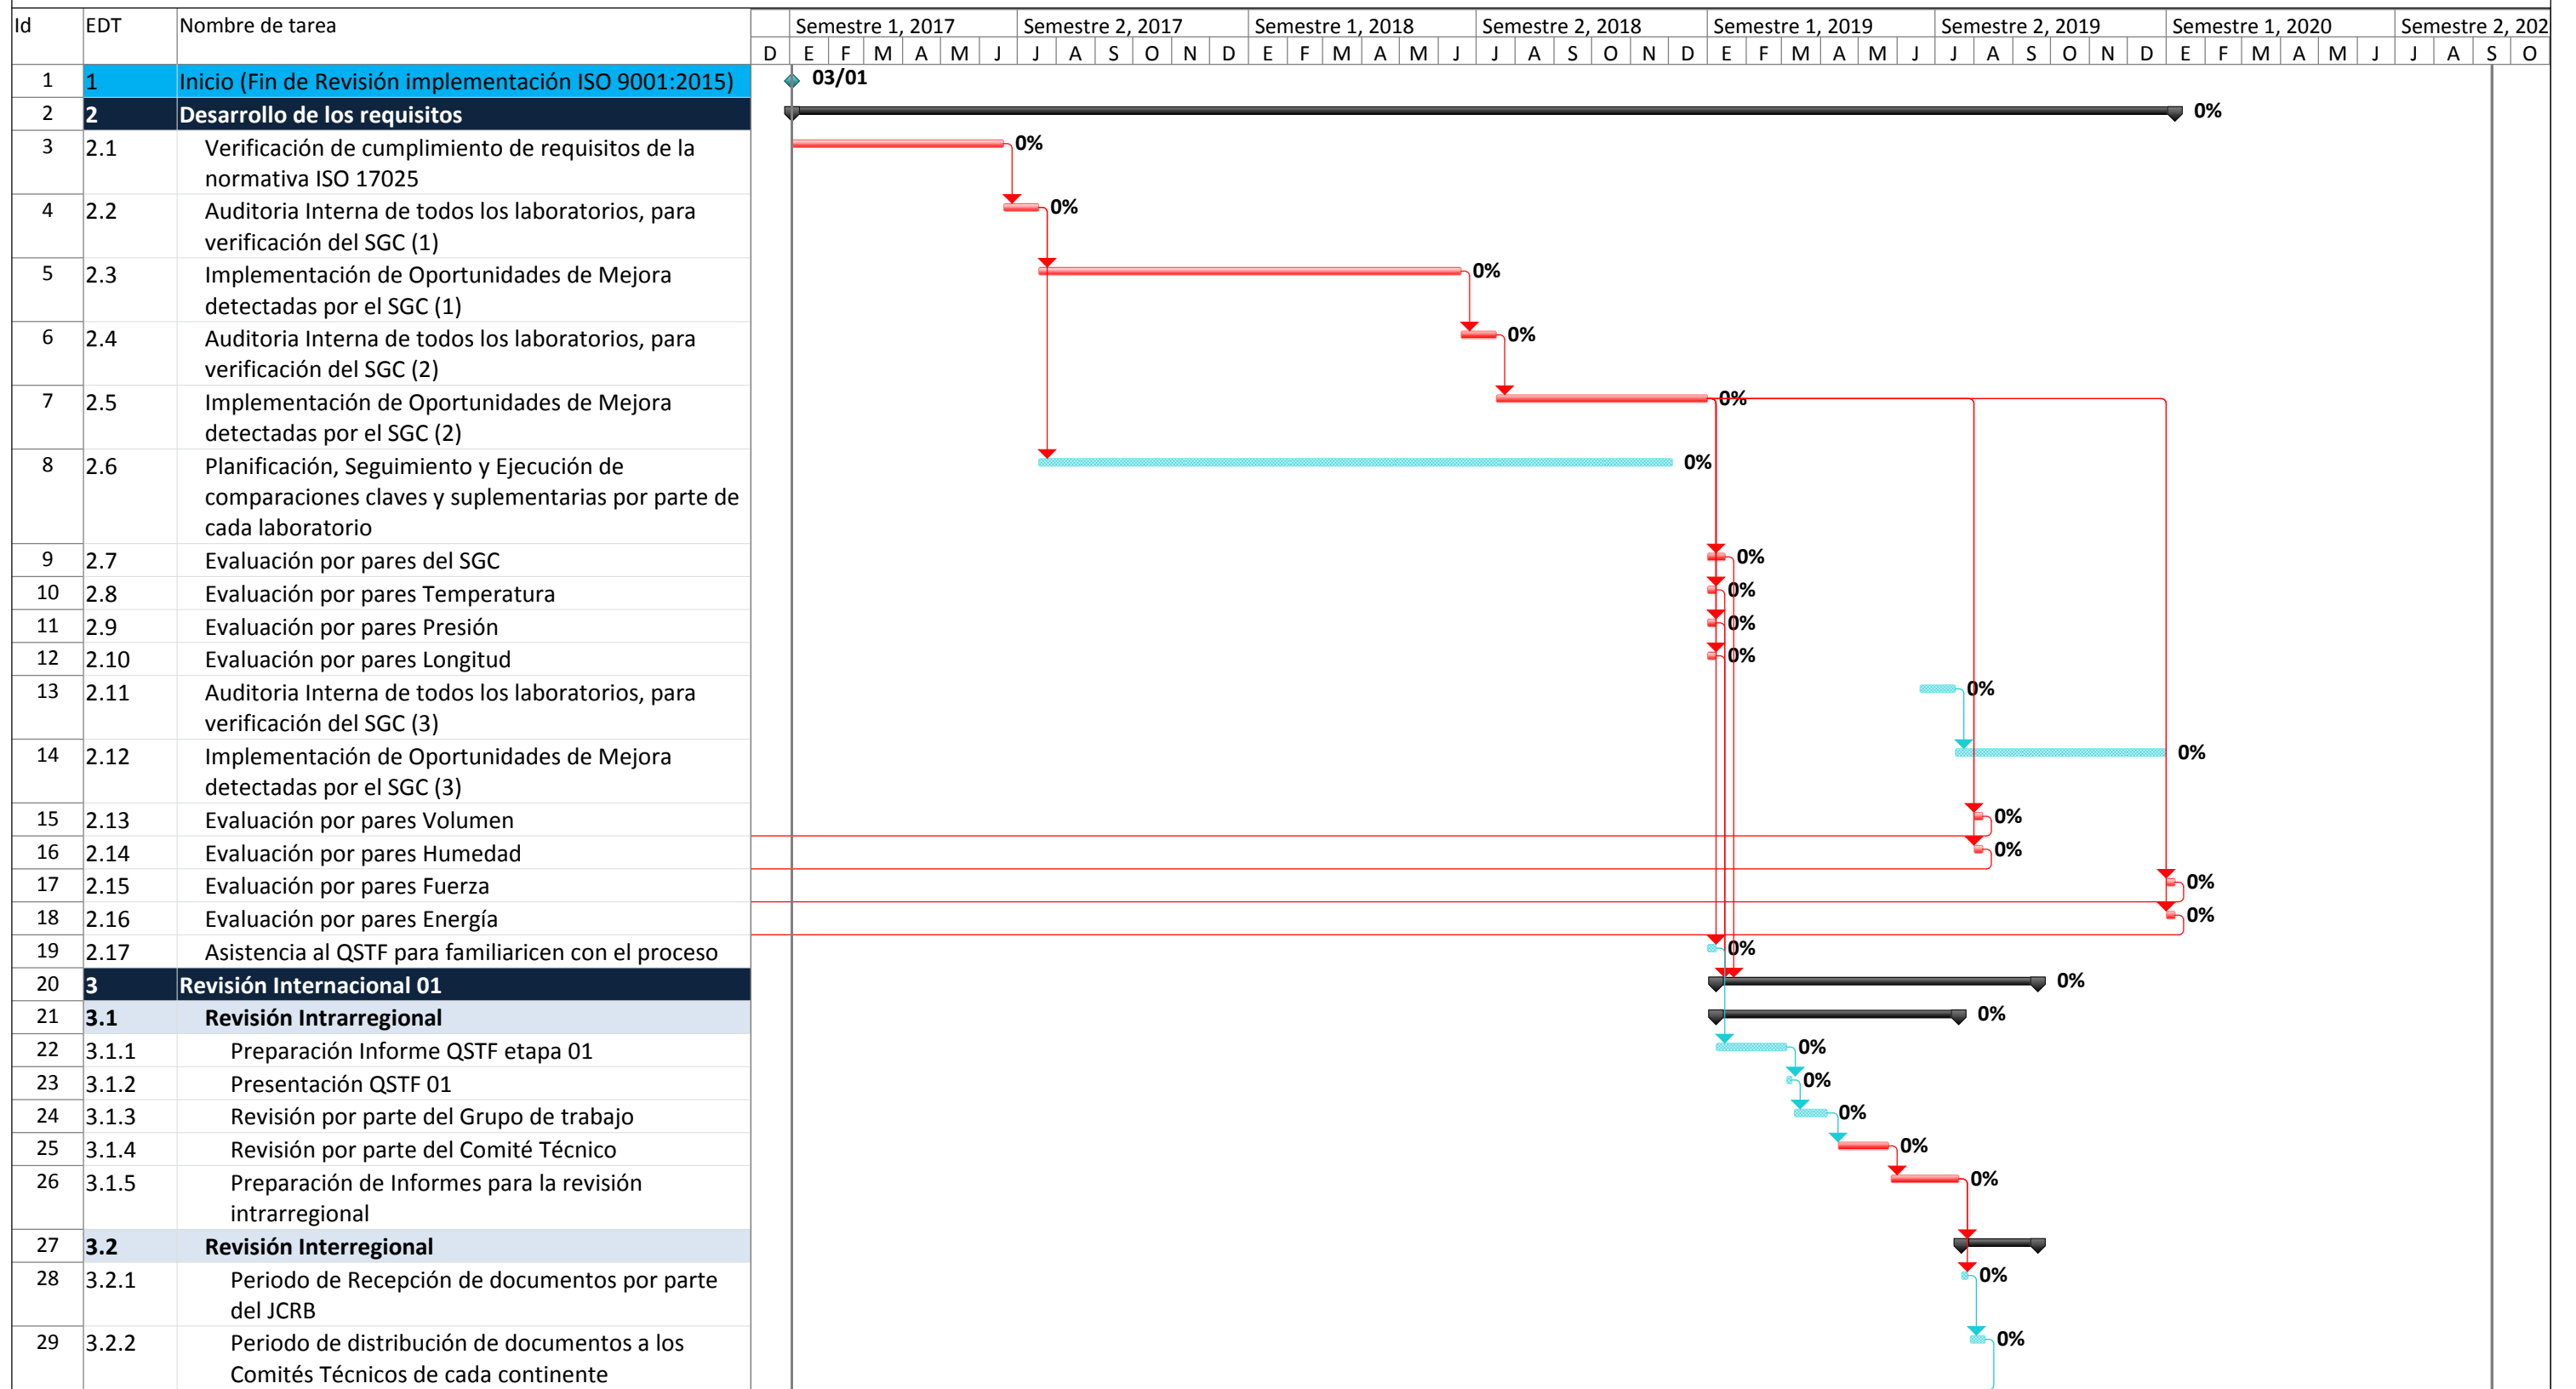 Id EDT Nombre de tarea Semestre 1, 2017 Semestre 2, 2017 Semestre 1, 2018 Semestre 2, 2018 Semestre 1, 2019 Semestre 2, 2019 Semestre 1, 2020 Semestre 2, 202
D E F M A M J J A S O N D E F M A M J J A S O N D E F M A M J J A S O N D E F M A M J J A S O
1 1 Inicio (Fin de Revisión implementación ISO 9001:2015) 03/01
2 2 Desarrollo de los requisitos 0%
3 2.1 Verificación de cumplimiento de requisitos de la 0%
normativa ISO 17025
4 2.2 Auditoria Interna de todos los laboratorios, para 0%
verificación del SGC (1)
5 2.3 Implementación de Oportunidades de Mejora 0%
detectadas por el SGC (1)
6 2.4 Auditoria Interna de todos los laboratorios, para 0%
verificación del SGC (2)
7 2.5 Implementación de Oportunidades de Mejora 0%
detectadas por el SGC (2)
8 2.6 Planificación, Seguimiento y Ejecución de 0%
comparaciones claves y suplementarias por parte de
cada laboratorio
9 2.7 Evaluación por pares del SGC 0%
10 2.8 Evaluación por pares Temperatura 0%
11 2.9 Evaluación por pares Presión 0%
12 2.10 Evaluación por pares Longitud 0%
13 2.11 Auditoria Interna de todos los laboratorios, para 0%
verificación del SGC (3)
14 2.12 Implementación de Oportunidades de Mejora 0%
detectadas por el SGC (3)
15 2.13 Evaluación por pares Volumen 0%
16 2.14 Evaluación por pares Humedad 0%
17 2.15 Evaluación por pares Fuerza 0%
18 2.16 Evaluación por pares Energía 0%
19 2.17 Asistencia al QSTF para familiaricen con el proceso 0%
20 3 Revisión Internacional 01 0%
21 3.1 Revisión Intrarregional 0%
22 3.1.1 Preparación Informe QSTF etapa 01 0%
23 3.1.2 Presentación QSTF 01 0%
24 3.1.3 Revisión por parte del Grupo de trabajo 0%
25 3.1.4 Revisión por parte del Comité Técnico 0%
26 3.1.5 Preparación de Informes para la revisión 0%
intrarregional
27 3.2 Revisión Interregional 0%
28 3.2.1 Periodo de Recepción de documentos por parte 0%
del JCRB
29 3.2.2 Periodo de distribución de documentos a los 0%
Comités Técnicos de cada continente